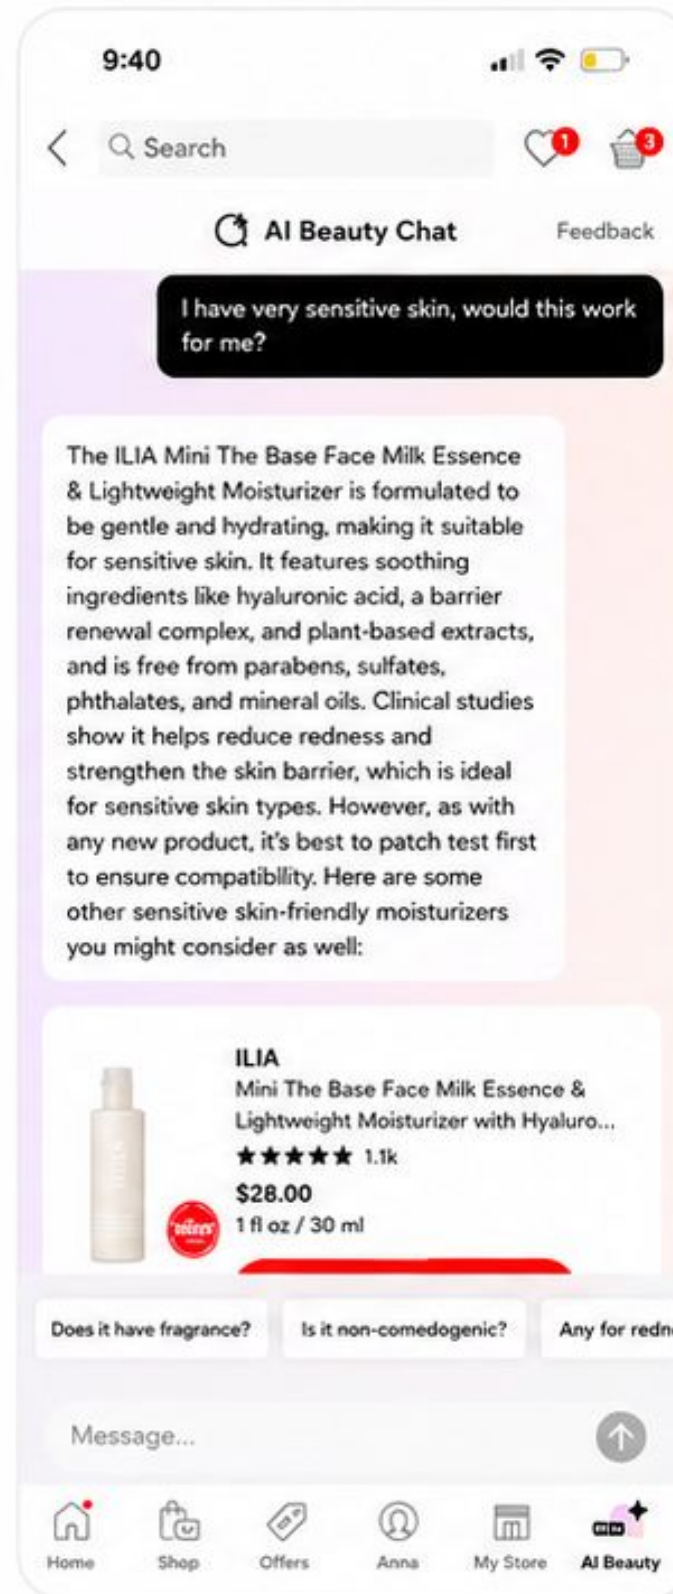 9:40
Search
1
3
AI Beauty Chat
Feedback
I have very sensitive skin, would this work
for me?
The ILIA Mini The Base Face Milk Essence
& Lightweight Moisturizer is formulated to
be gentle and hydrating, making it suitable
for sensitive skin. It features soothing
ingredients like hyaluronic acid, a barrier
renewal complex, and plant-based extracts,
and is free from parabens, sulfates,
phthalates, and mineral oils. Clinical studies
show it helps reduce redness and
strengthen the skin barrier, which is ideal
for sensitive skin types. However, as with
any new product, it's best to patch test first
to ensure compatibility. Here are some
other sensitive skin-friendly moisturizers
you might consider as well:
ILIA
Mini The Base Face Milk Essence &
Lightweight Moisturizer with Hyaluro...
1.1k
$28.00
1 fl oz / 30 ml
Does it have fragrance?
Is it non-comedogenic?
Any for redn
Message...
Home
Shop
Offers
Anna
My Store
AI Beauty